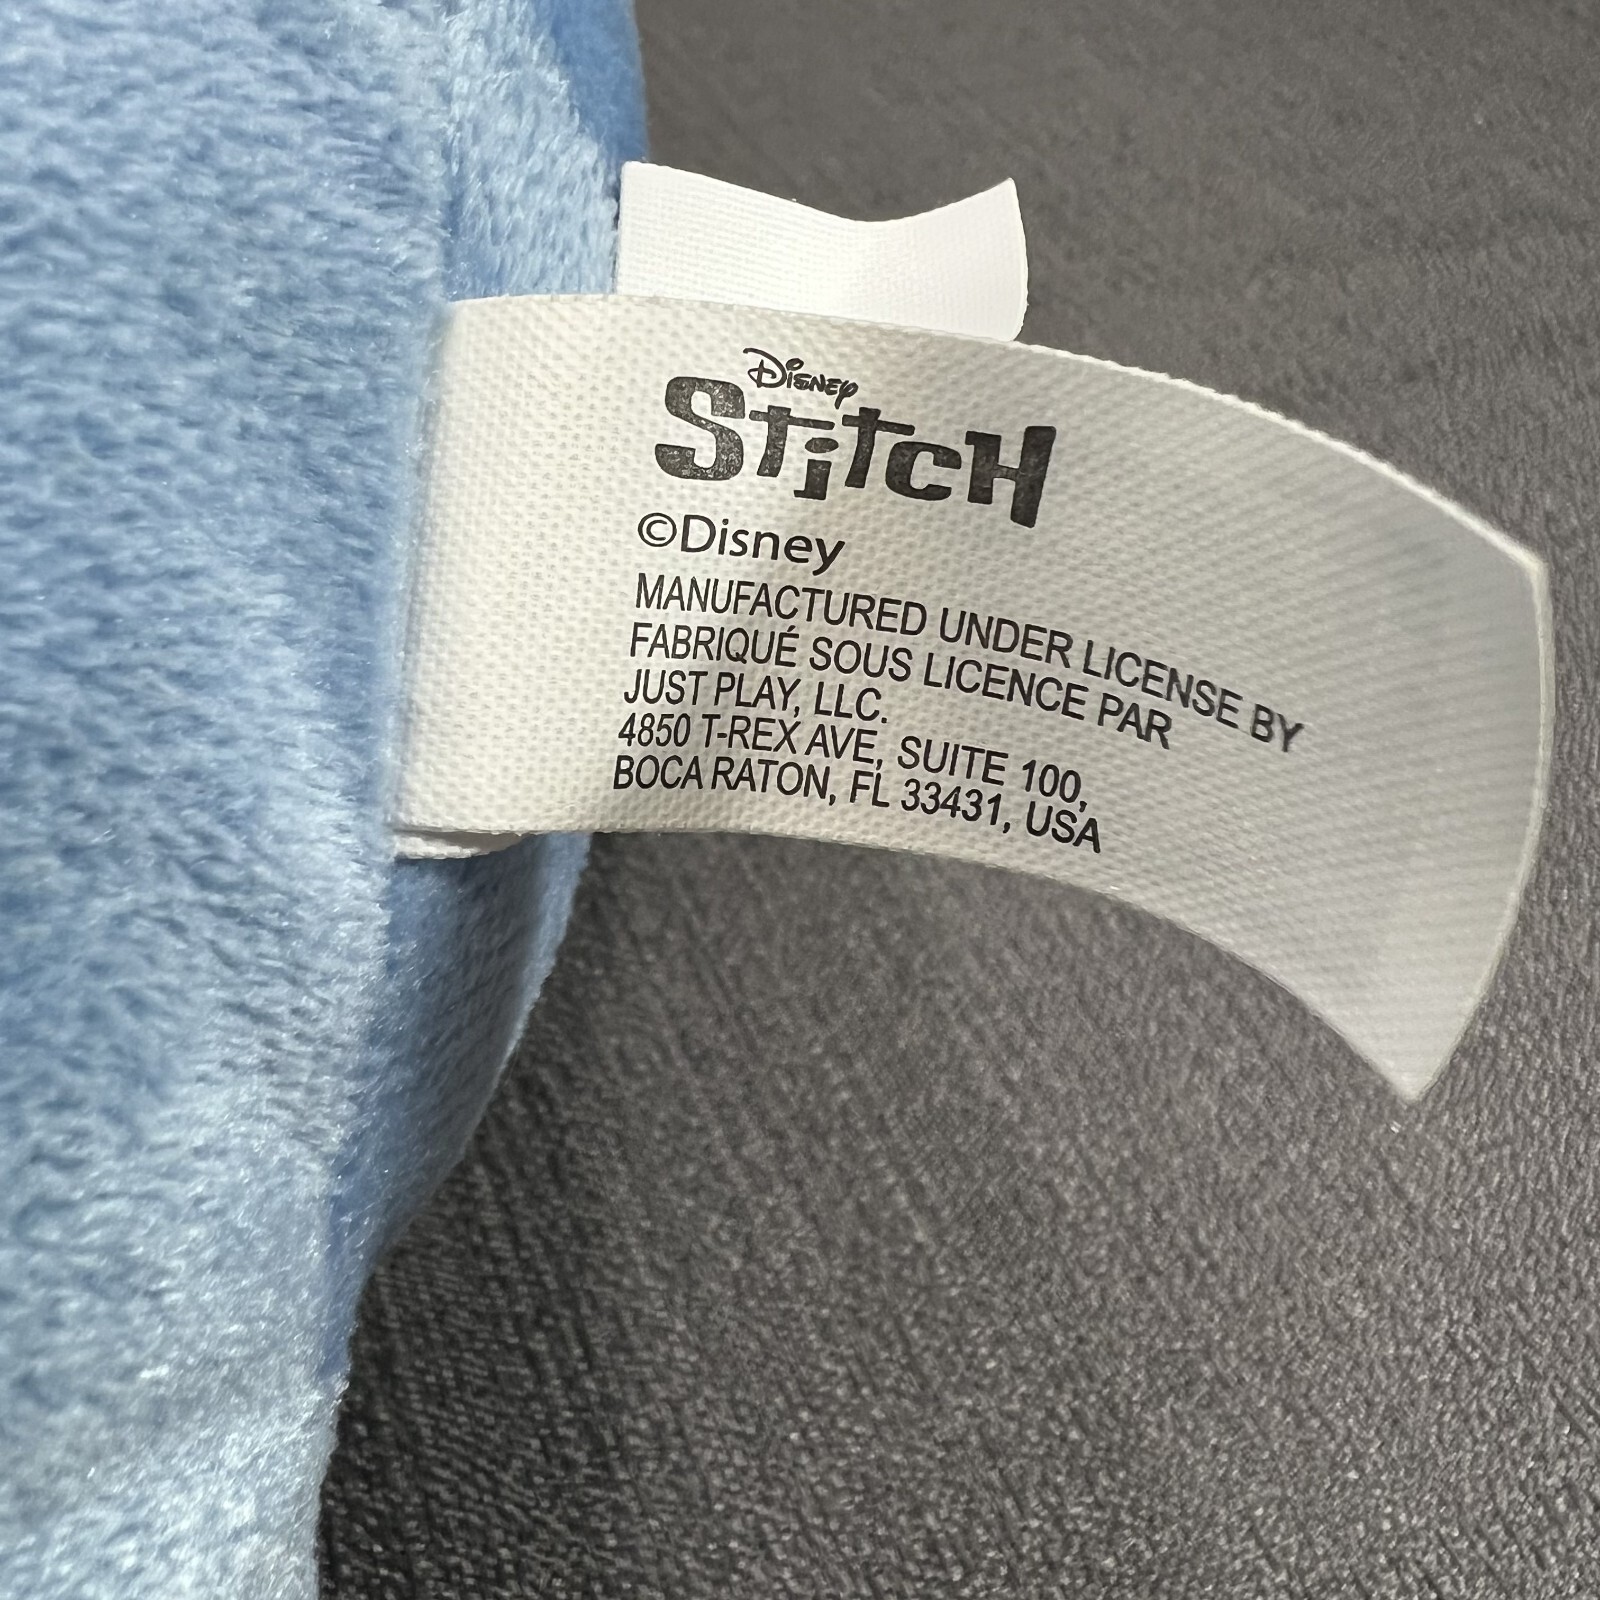 Disney
Stitch
©Disney
MANUFACTURED UNDER LICENSE BY
FABRIQUÉ SOUS LICENCE PAR
JUST PLAY, LLC.
4850 T-REX AVE, SUITE 100,
BOCA RATON, FL 33431, USA